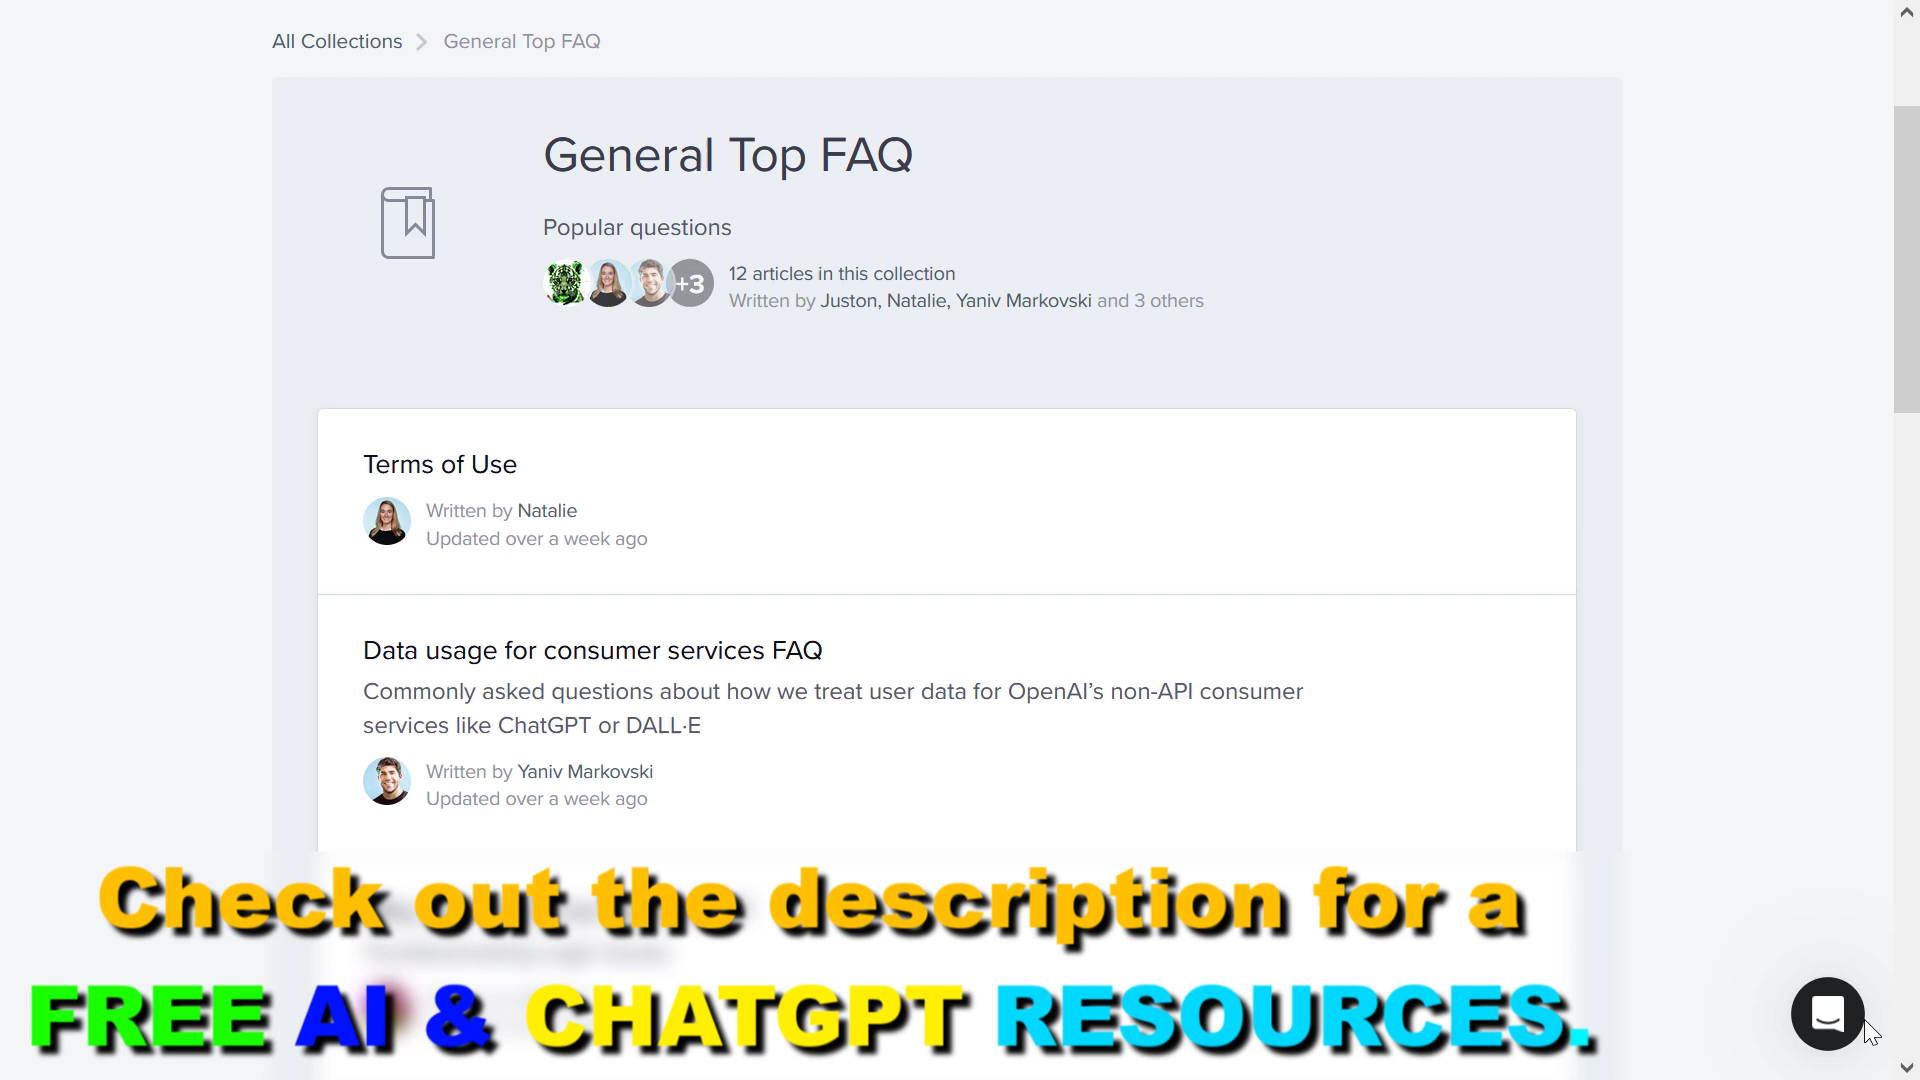 All Collections
General Top FAQ
General Top FAQ
Popular questions
+3
12 articles in this collection
Written by Juston, Natalie, Yaniv Markovski and 3 others
Terms of Use
Written by Natalie
Updated over a week ago
Data usage for consumer services FAQ
Commonly asked questions about how we treat user data for OpenAI’s non-API consumer
services like ChatGPT or DALL·E
Written by Yaniv Markovski
Updated over a week ago
Check out the description for a
FREE AI & CHATGPT RESOURCES.